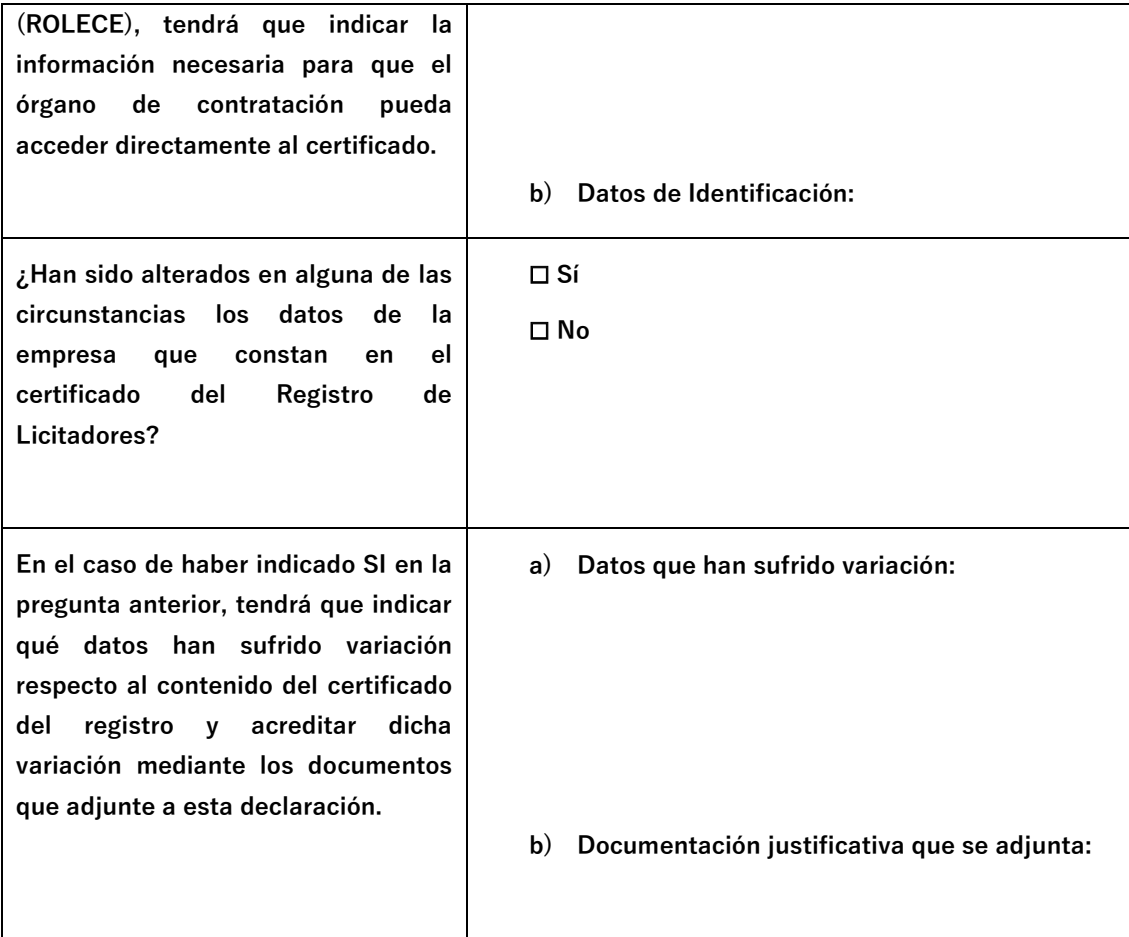 (ROLECE), tendrá que indicar la
información necesaria para que el
órgano de contratación pueda
acceder directamente al certificado.
b) Datos de Identificación:
¿Han sido alterados en alguna de las
circunstancias los datos de la
empresa que constan en el
certificado del Registro de
Licitadores?
☐ Sí
☐ No
En el caso de haber indicado SI en la
pregunta anterior, tendrá que indicar
qué datos han sufrido variación
respecto al contenido del certificado
del registro y acreditar dicha
variación mediante los documentos
que adjunte a esta declaración.
a) Datos que han sufrido variación:
b) Documentación justificativa que se adjunta: